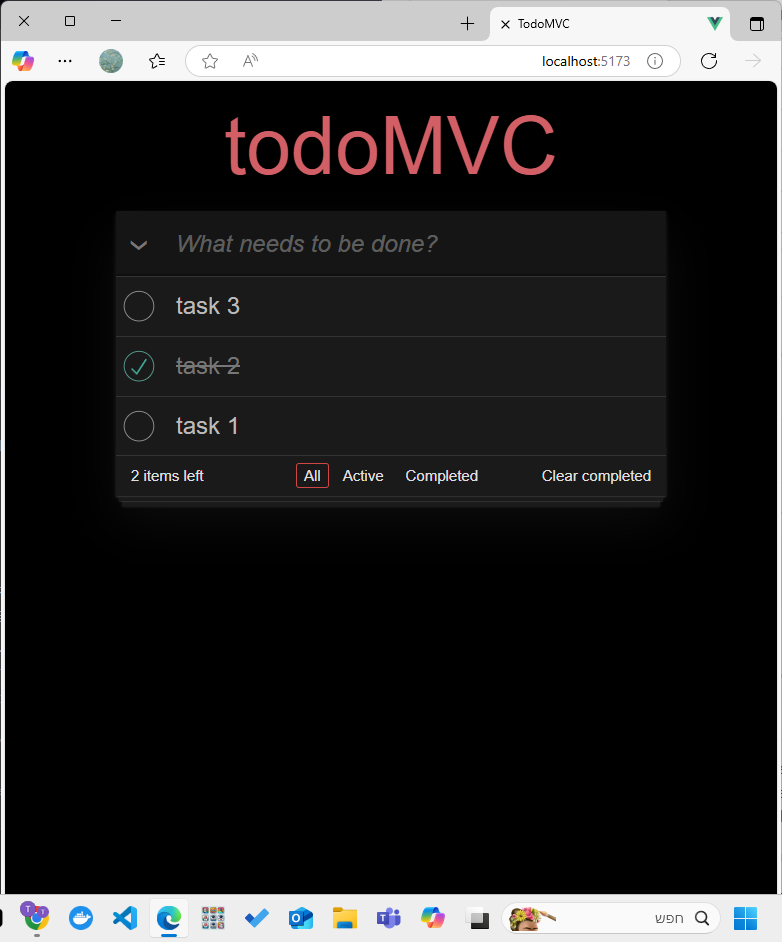 TodoMVC
localhost:5173
todoMVC
What needs to be done?
task 3
task 2
task 1
2 items left
All
Active
Completed
Clear completed
חפש